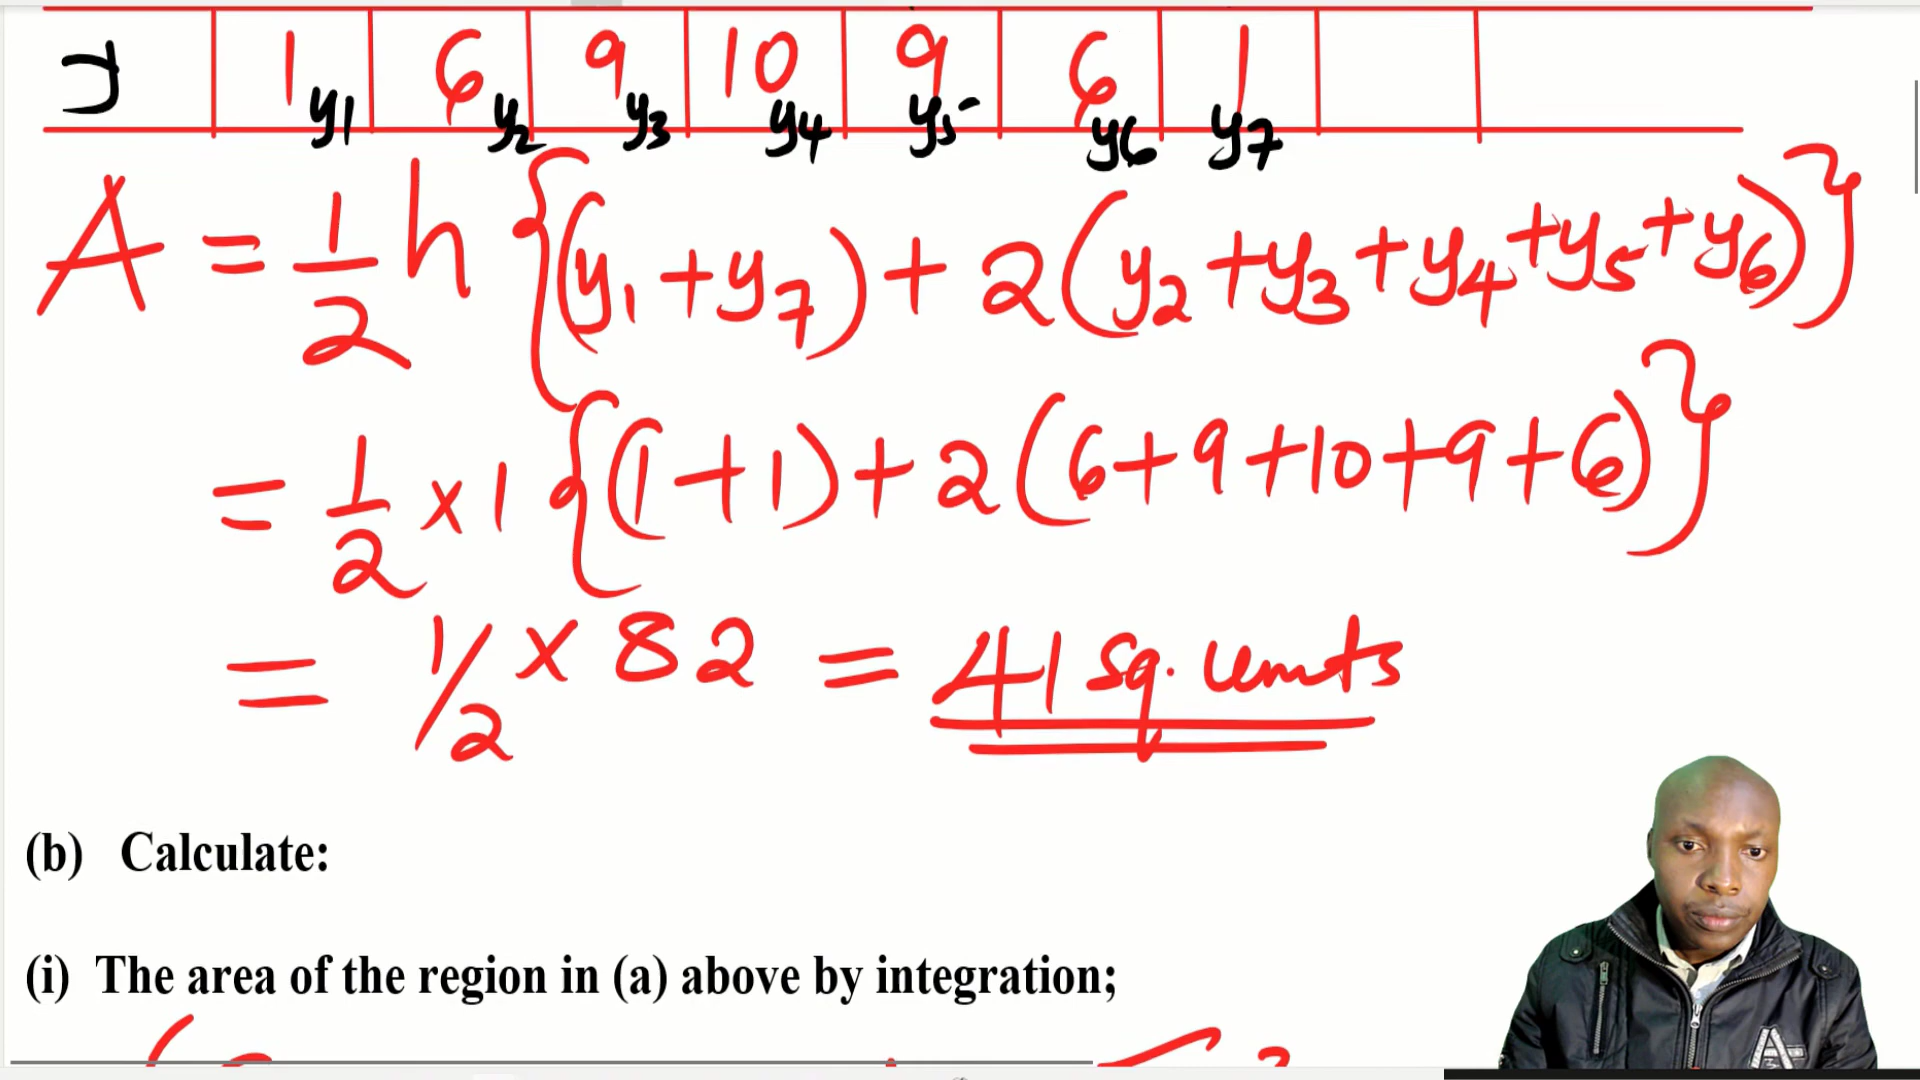 y 1 6 9 10 9 6 1
y1 y2 y3 y4 y5 y6 y7
A = 1/2 h {(y1 + y7) + 2(y2 + y3 + y4 + y5 + y6)}
= 1/2 × 1 {(1 + 1) + 2(6 + 9 + 10 + 9 + 6)}
= 1/2 × 82 = 41 sq. units
(b) Calculate:
(i) The area of the region in (a) above by integration;